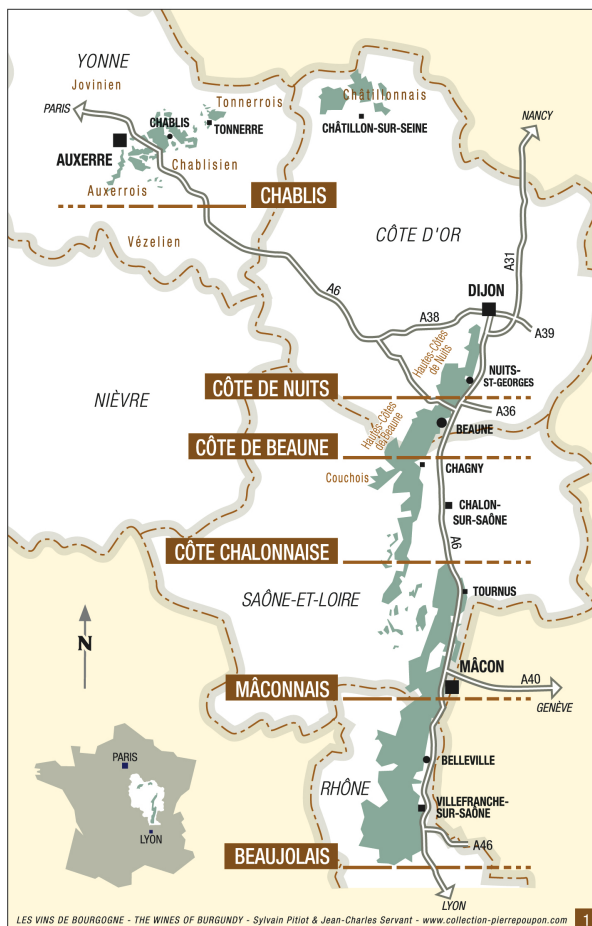 YONNE
Jovinien
PARIS
Tonnerrois
CHABLIS
TONNERRE
AUXERRE
Chablisien
Auxerrois
Châtillonnais
CHÂTILLON-SUR-SEINE
NANCY
CHABLIS
Vézelien
CÔTE D'OR
A31
A6
DIJON
A38
A39
Hautes-Côtes
de Nuits
NUITS-
ST-GEORGES
CÔTE DE NUITS
A36
NIÈVRE
Hautes-Côtes
de Beaune
BEAUNE
CÔTE DE BEAUNE
CHAGNY
Couchois
CHALON-
SUR-SAÔNE
A6
CÔTE CHALONNAISE
SAÔNE-ET-LOIRE
TOURNUS
N
MÂCON
A40
GENÈVE
MÂCONNAIS
PARIS
LYON
BELLEVILLE
RHÔNE
VILLEFRANCHE-
SUR-SAÔNE
A46
BEAUJOLAIS
LYON
LES VINS DE BOURGOGNE - THE WINES OF BURGUNDY - Sylvain Pitiot & Jean-Charles Servant - www.collection-pierrepoupon.com
1